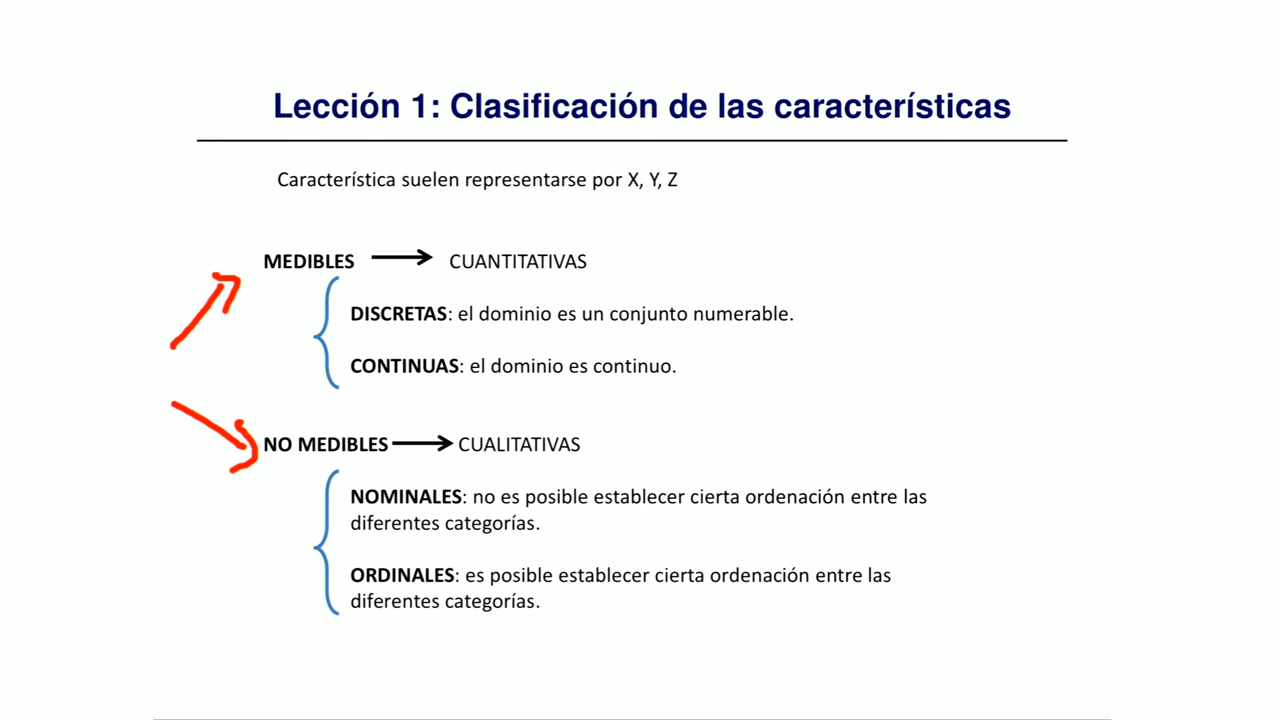 Lección 1: Clasificación de las características
Característica suelen representarse por X, Y, Z
MEDIBLES CUANTITATIVAS
DISCRETAS: el dominio es un conjunto numerable.
CONTINUAS: el dominio es continuo.
NO MEDIBLES CUALITATIVAS
NOMINALES: no es posible establecer cierta ordenación entre las
diferentes categorías.
ORDINALES: es posible establecer cierta ordenación entre las
diferentes categorías.